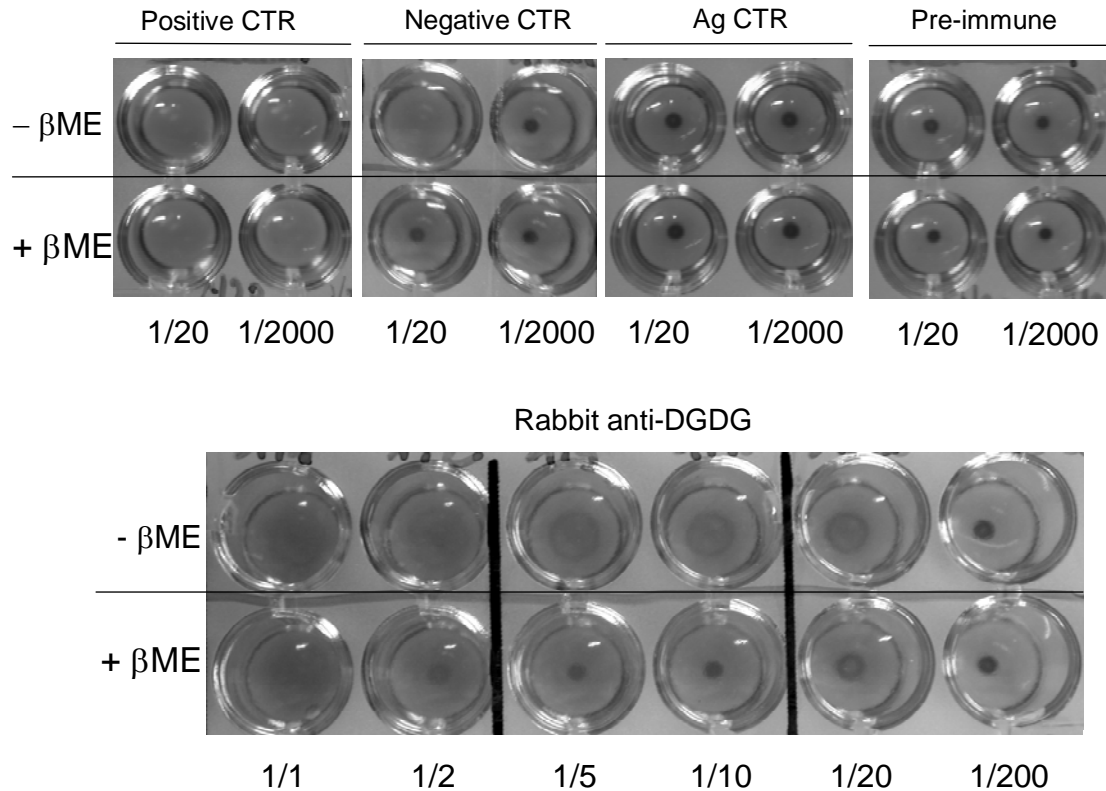 Positive CTR Negative CTR Ag CTR Pre-immune
− βME
+ βME
1/20 1/2000 1/20 1/2000 1/20 1/2000 1/20 1/2000
Rabbit anti-DGDG
- βME
+ βME
1/1 1/2 1/5 1/10 1/20 1/200